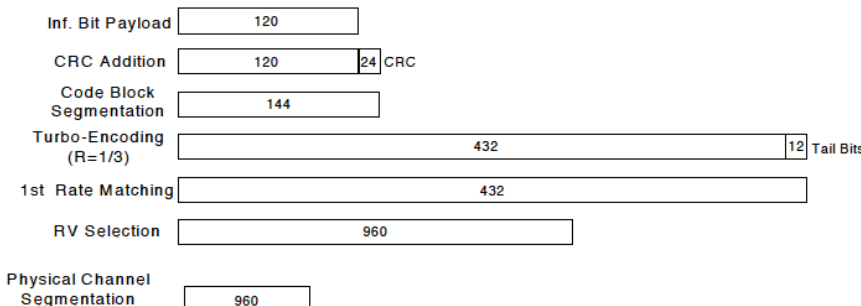 Inf. Bit Payload 120
CRC Addition 120 24 CRC
Code Block
Segmentation 144
Turbo-Encoding
(R=1/3) 432 12 Tail Bits
1st Rate Matching 432
RV Selection 960
Physical Channel
Segmentation 960